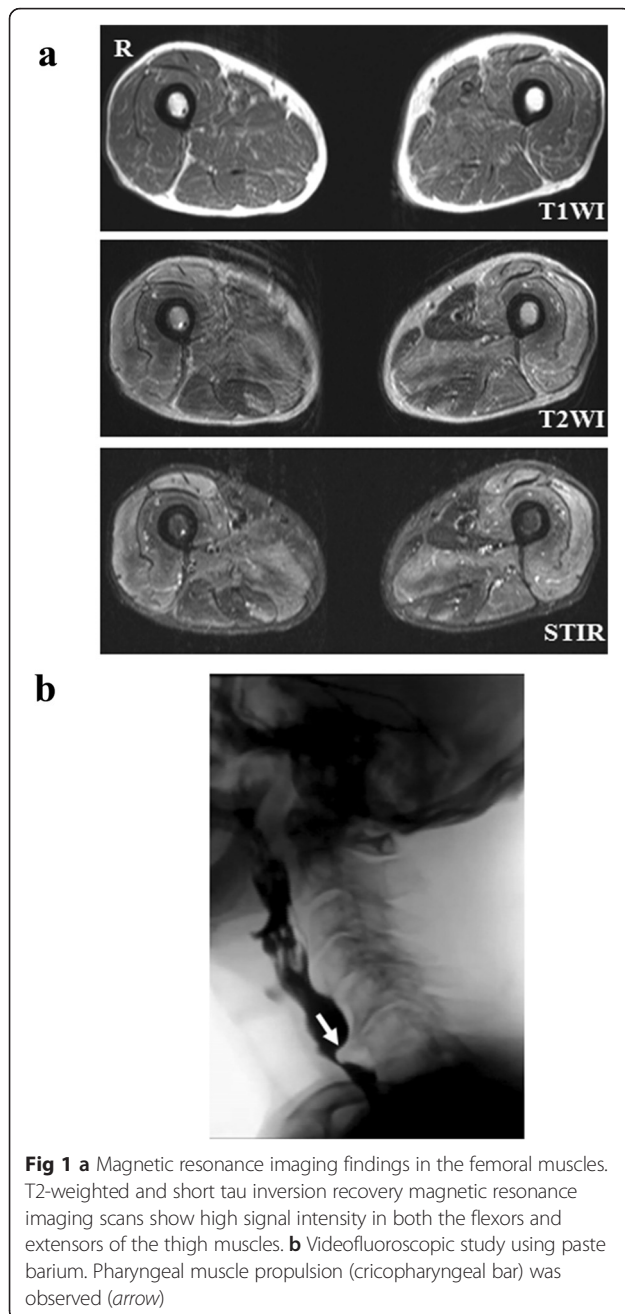 a
R
T1WI
T2WI
STIR
b
Fig 1 a Magnetic resonance imaging findings in the femoral muscles.
T2-weighted and short tau inversion recovery magnetic resonance
imaging scans show high signal intensity in both the flexors and
extensors of the thigh muscles. b Videofluoroscopic study using paste
barium. Pharyngeal muscle propulsion (cricopharyngeal bar) was
observed (arrow)